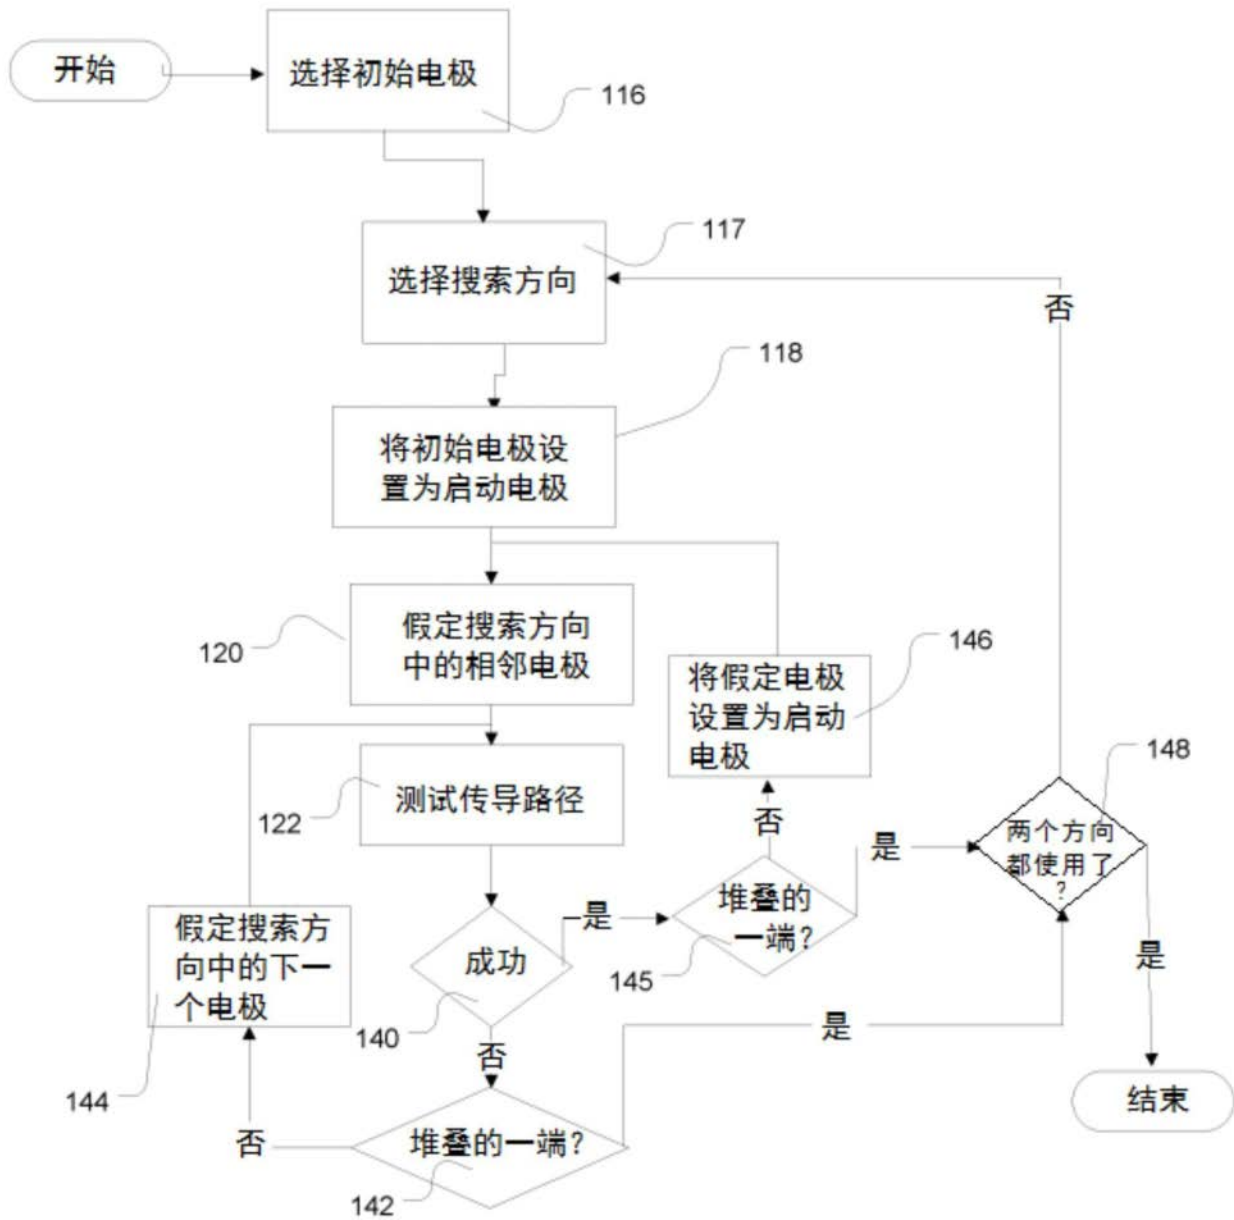 开始
选择初始电极
116
117
选择搜索方向
否
118
将初始电极设
置为启动电极
假定搜索方向
中的相邻电极
120
146
将假定电极
设置为启动
电极
148
测试传导路径
122
否
是
两个方向
都使用了
?
堆叠的
一端?
145
是
成功
140
假定搜索方
向中的下一
个电极
144
是
是
否
结束
否
堆叠的一端?
142